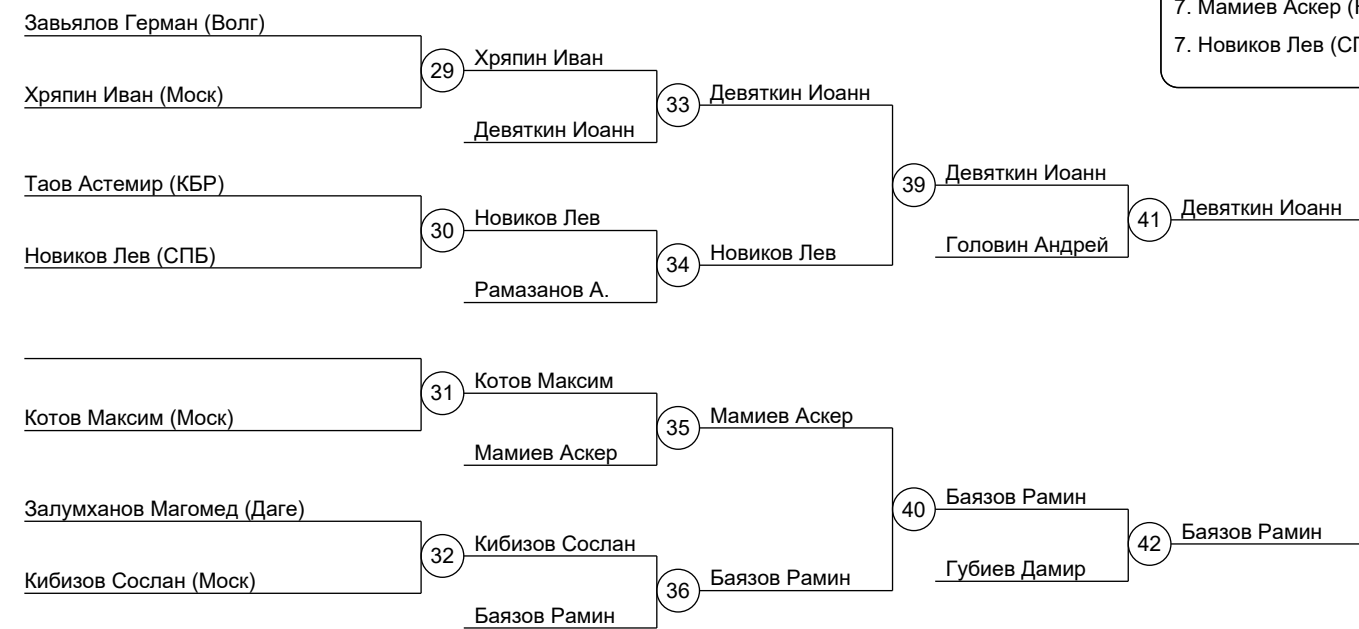 7. Мамиев Аскер (
7. Новиков Лев (СП
Завьялов Герман (Волг)
Хряпин Иван (Моск)
29
Хряпин Иван
Девяткин Иоанн
33
Девяткин Иоанн
Таов Астемир (КБР)
Новиков Лев (СПБ)
30
Новиков Лев
Рамазанов А.
34
Новиков Лев
39
Девяткин Иоанн
Головин Андрей
41
Девяткин Иоанн
Котов Максим (Моск)
31
Котов Максим
Мамиев Аскер
35
Мамиев Аскер
Залумханов Магомед (Даге)
Кибизов Сослан (Моск)
32
Кибизов Сослан
Баязов Рамин
36
Баязов Рамин
40
Баязов Рамин
Губиев Дамир
42
Баязов Рамин